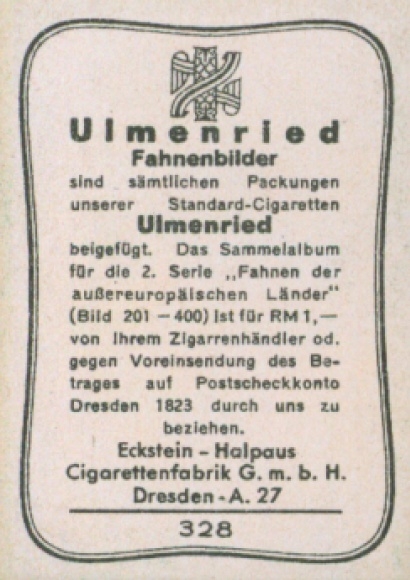 Ulmenried
Fahnenbilder
sind sämtlichen Packungen
unserer Standard-Cigaretten
Ulmenried
beigefügt. Das Sammelalbum
für die 2. Serie „Fahnen der
außereuropäischen Länder"
(Bild 201 – 400) ist für RM 1,—
von Ihrem Zigarrenhändler od.
gegen Voreinsendung des Be-
trages auf Postscheckkonto
Dresden 1823 durch uns zu
beziehen.
Eckstein - Halpaus
Cigarettenfabrik G. m. b. H.
Dresden - A. 27
328